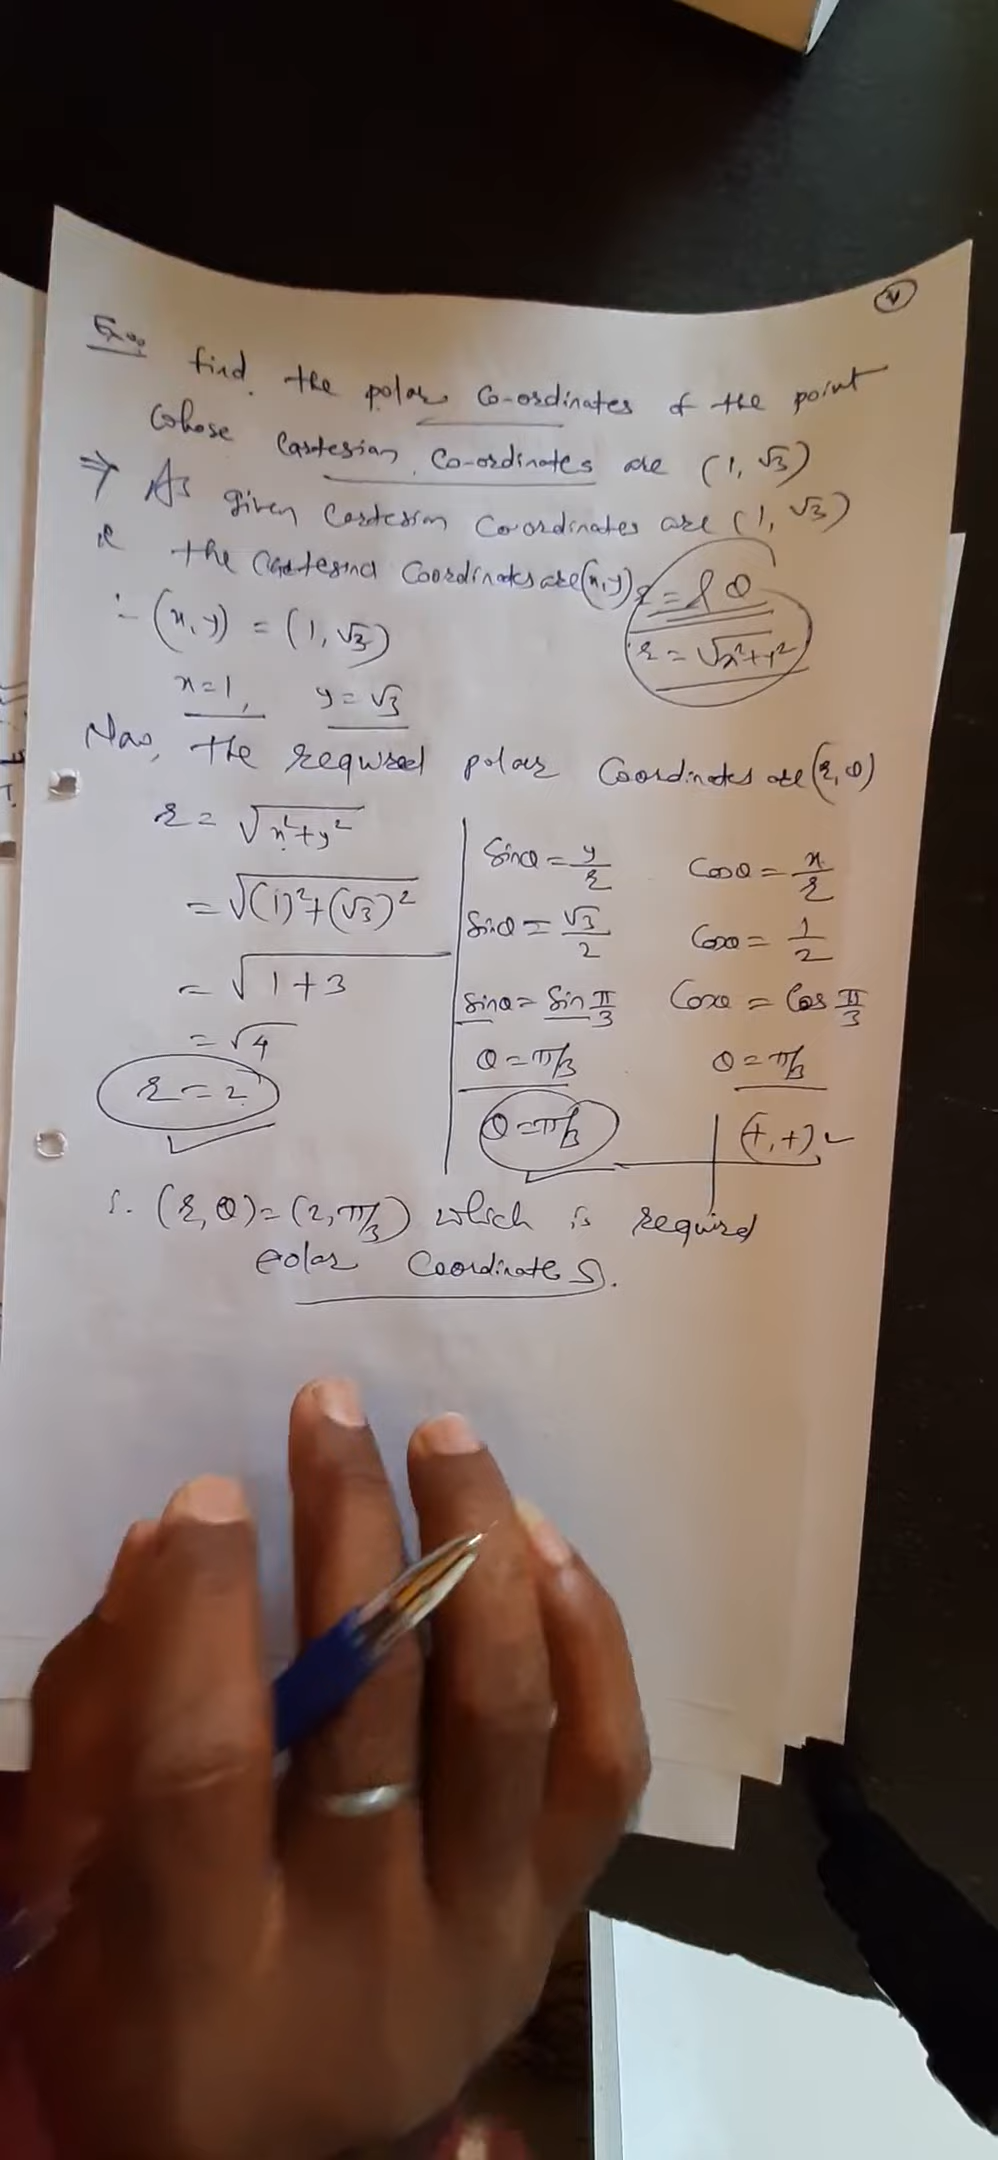 Ex:
find the polar Co-ordinates of the point
whose Cartesian Co-ordinates are (1, √3)
⇒ As given Cartesian Co-ordinates are (1, √3)
the Coordinates are (x, y)
∴ (x, y) = (1, √3)
r = √x²+y²
x=1, y=√3
Now, the required polar Coordinates are (r, θ)
r = √x²+y²
= √(1)²+(√3)²
= √1+3
= √4
r = 2
Sinθ = y/r Cosθ = x/r
Sinθ = √3/2 Cosθ = 1/2
Sinθ = Sin π/3 Cosθ = Cos π/3
θ = π/3 θ = π/3
θ = π/3 (+, +)
∴ (r, θ) = (2, π/3) which is required
Polar Coordinates.